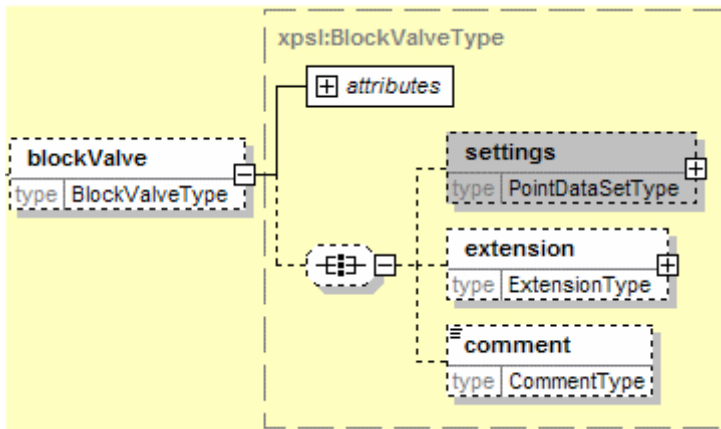 xpsl:BlockValveType
attributes
blockValve
type BlockValveType
settings
type PointDataSetType
extension
type ExtensionType
comment
type CommentType